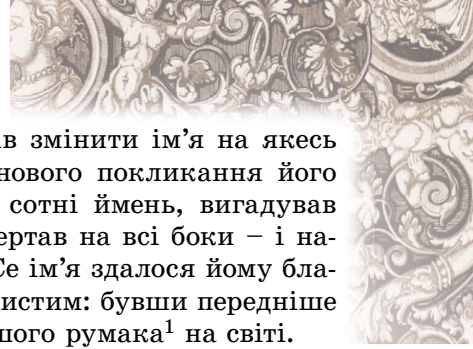 ів змінити ім’я на якесь
нового покликання його
сотні ймень, вигадував
ертав на всі боки – і на-
Се ім’я здалося йому бла-
истим: бувши передніше
шого румака¹ на світі.